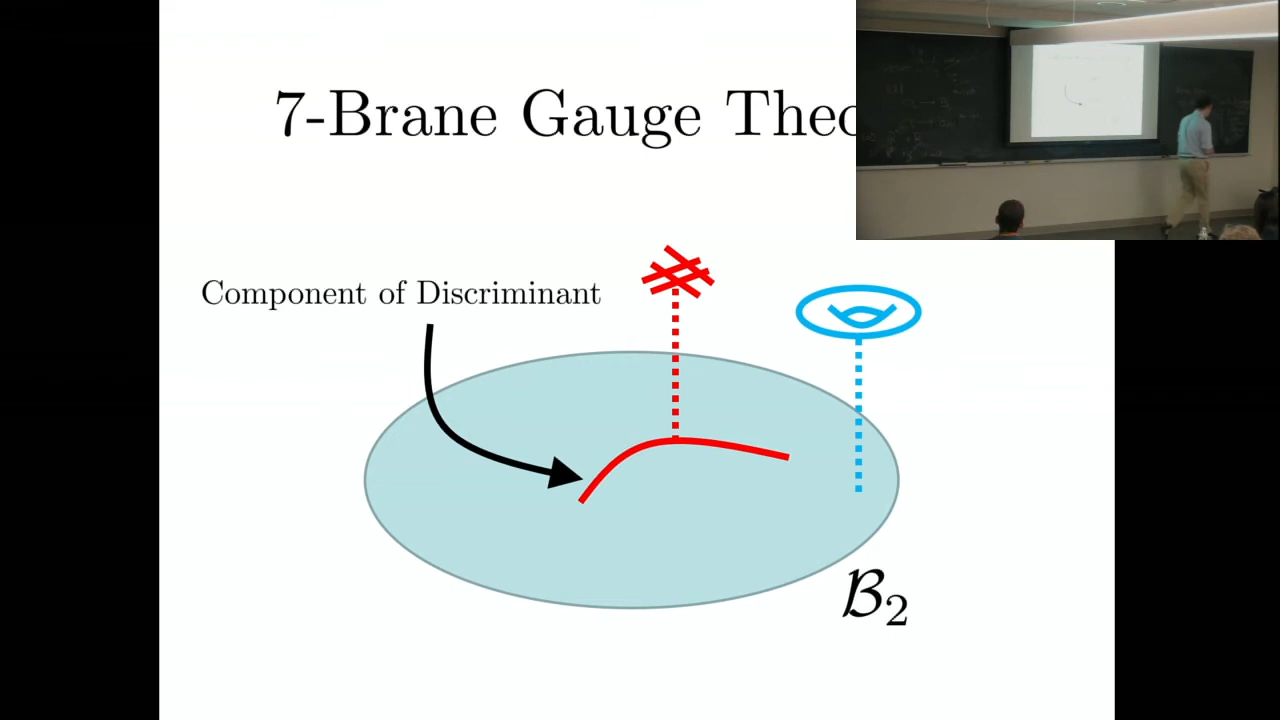 7-Brane Gauge Theo
Component of Discriminant
B₂